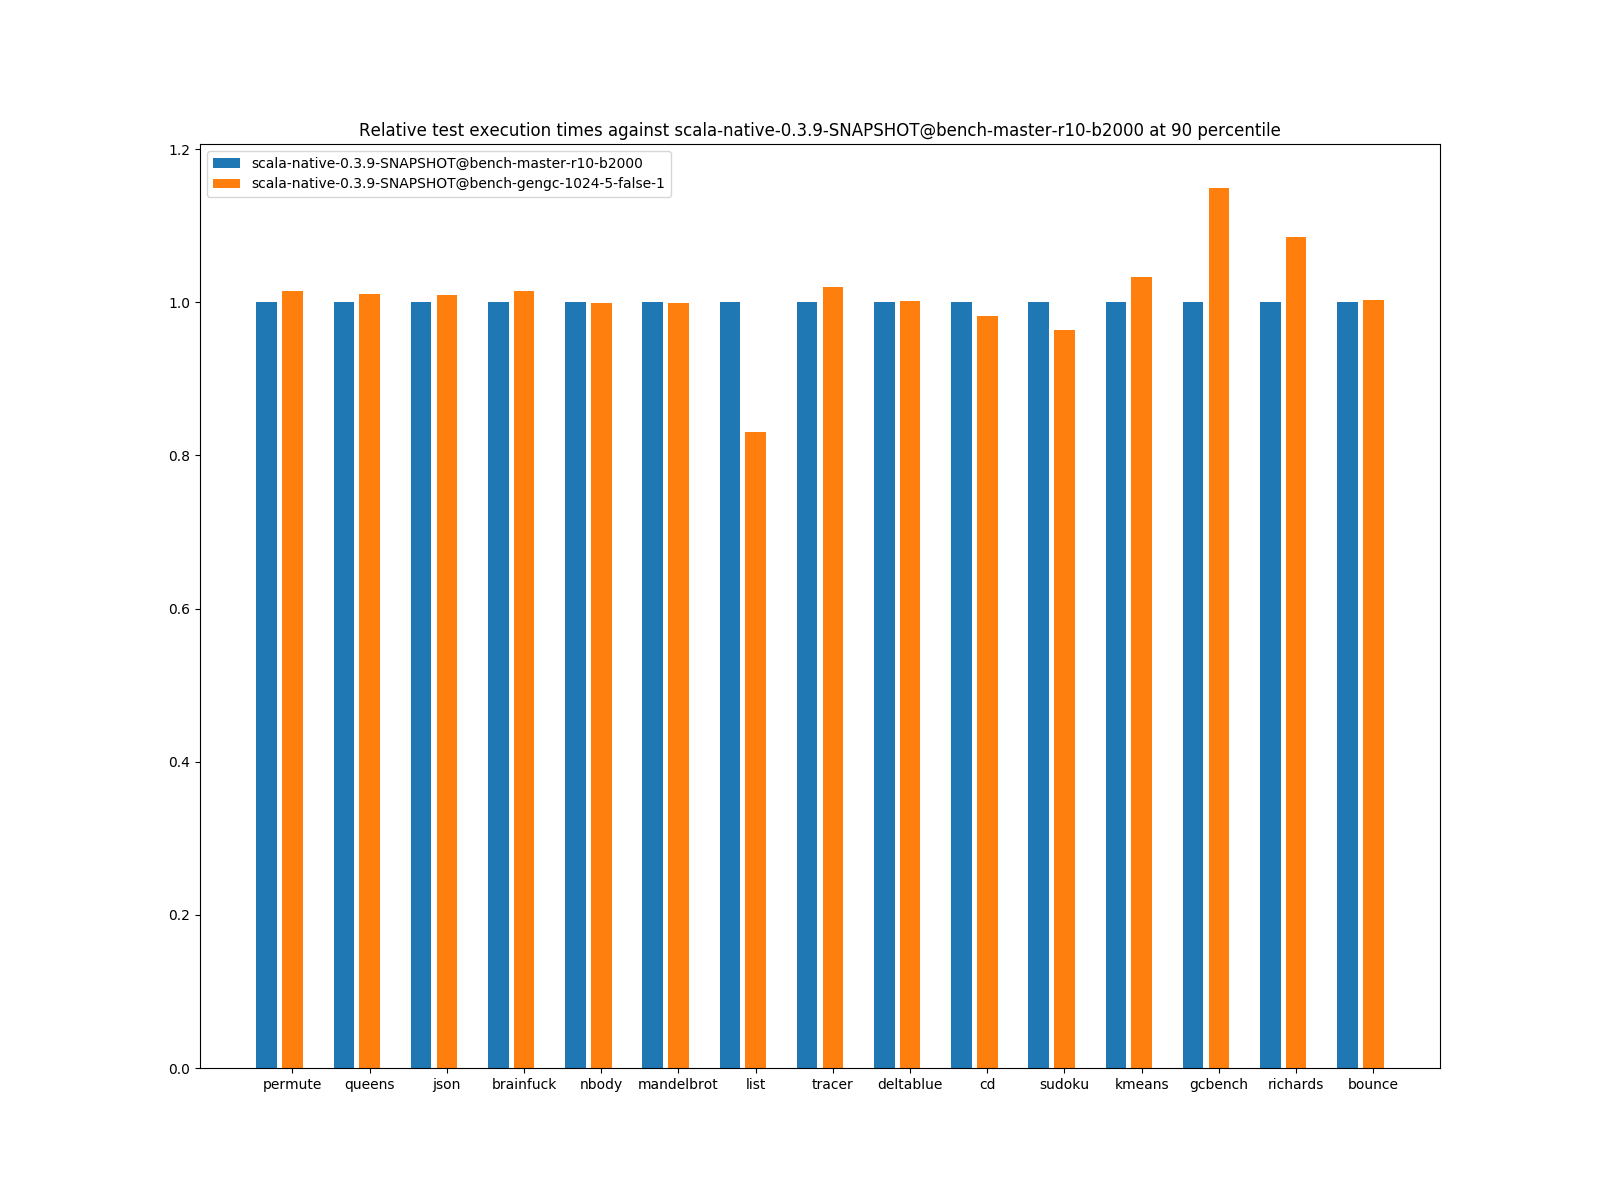 Relative test execution times against scala-native-0.3.9-SNAPSHOT@bench-master-r10-b2000 at 90 percentile
scala-native-0.3.9-SNAPSHOT@bench-master-r10-b2000
scala-native-0.3.9-SNAPSHOT@bench-gengc-1024-5-false-1
1.2
1.0
0.8
0.6
0.4
0.2
0.0
permute queens json brainfuck nbody mandelbrot list tracer deltablue cd sudoku kmeans gcbench richards bounce